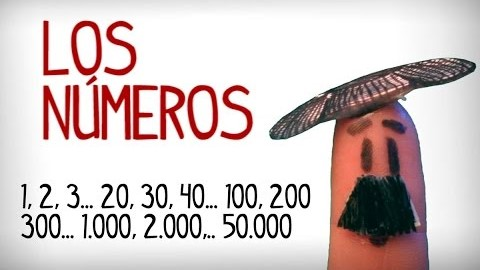 LOS
NÚMEROS
1, 2, 3... 20, 30, 40... 100, 200
300... 1.000, 2.000,.. 50.000